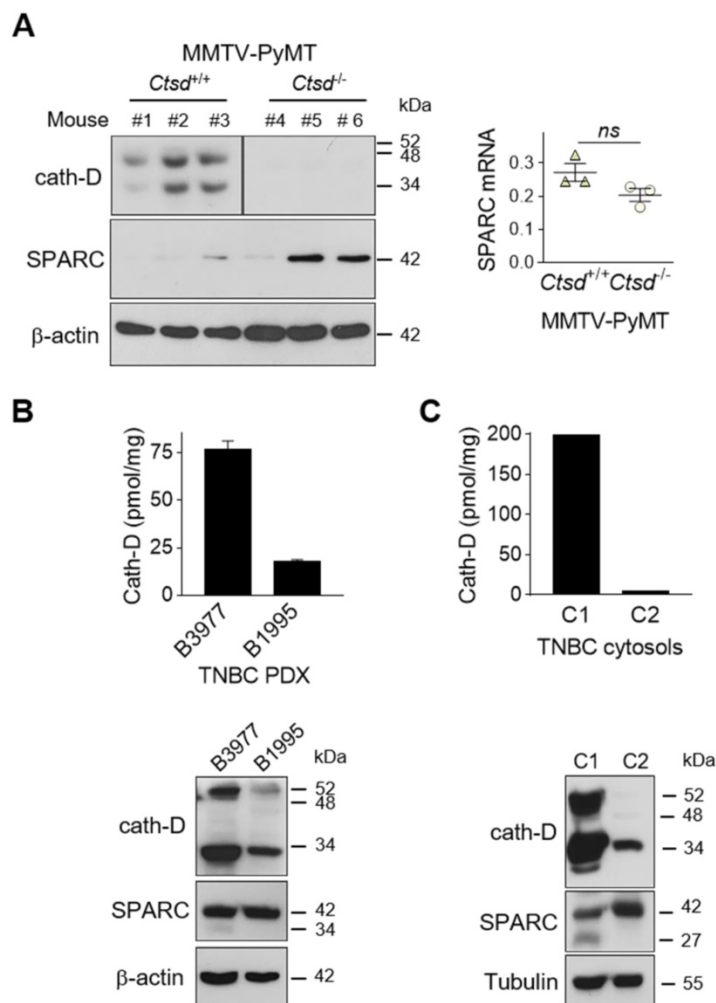 A
MMTV-PyMT
Ctsd+/+ Ctsd-/-
kDa
Mouse #1 #2 #3 #4 #5 # 6
52
48
cath-D
34
SPARC
42
β-actin
42
ns
SPARC mRNA
0.3
0.2
0.1
0.0
Ctsd+/+ Ctsd-/-
MMTV-PyMT
B
Cath-D (pmol/mg)
75
50
25
0
B3977 B1995
TNBC PDX
B3977 B1995 kDa
52
48
cath-D
34
SPARC
42
34
β-actin
42
C
Cath-D (pmol/mg)
200
150
100
50
0
C1 C2
TNBC cytosols
C1 C2 kDa
52
48
cath-D
34
42
SPARC
27
Tubulin
55